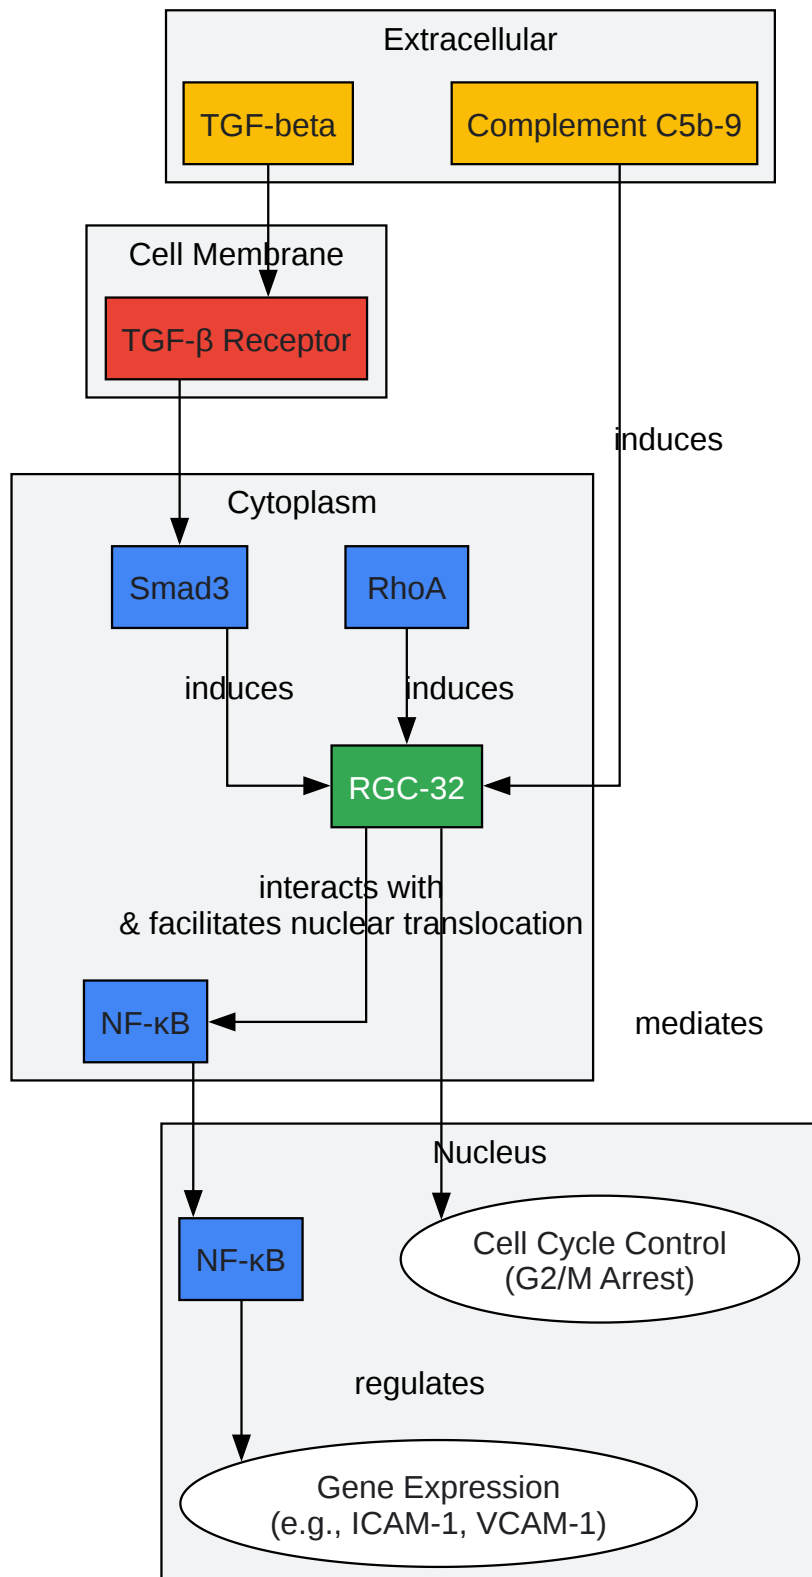 Extracellular
TGF-beta
Complement C5b-9
Cell Membrane
TGF-β Receptor
induces
Cytoplasm
Smad3
RhoA
induces
induces
RGC-32
interacts with
& facilitates nuclear translocation
NF-κB
mediates
Nucleus
Cell Cycle Control
(G2/M Arrest)
NF-κB
regulates
Gene Expression
(e.g., ICAM-1, VCAM-1)